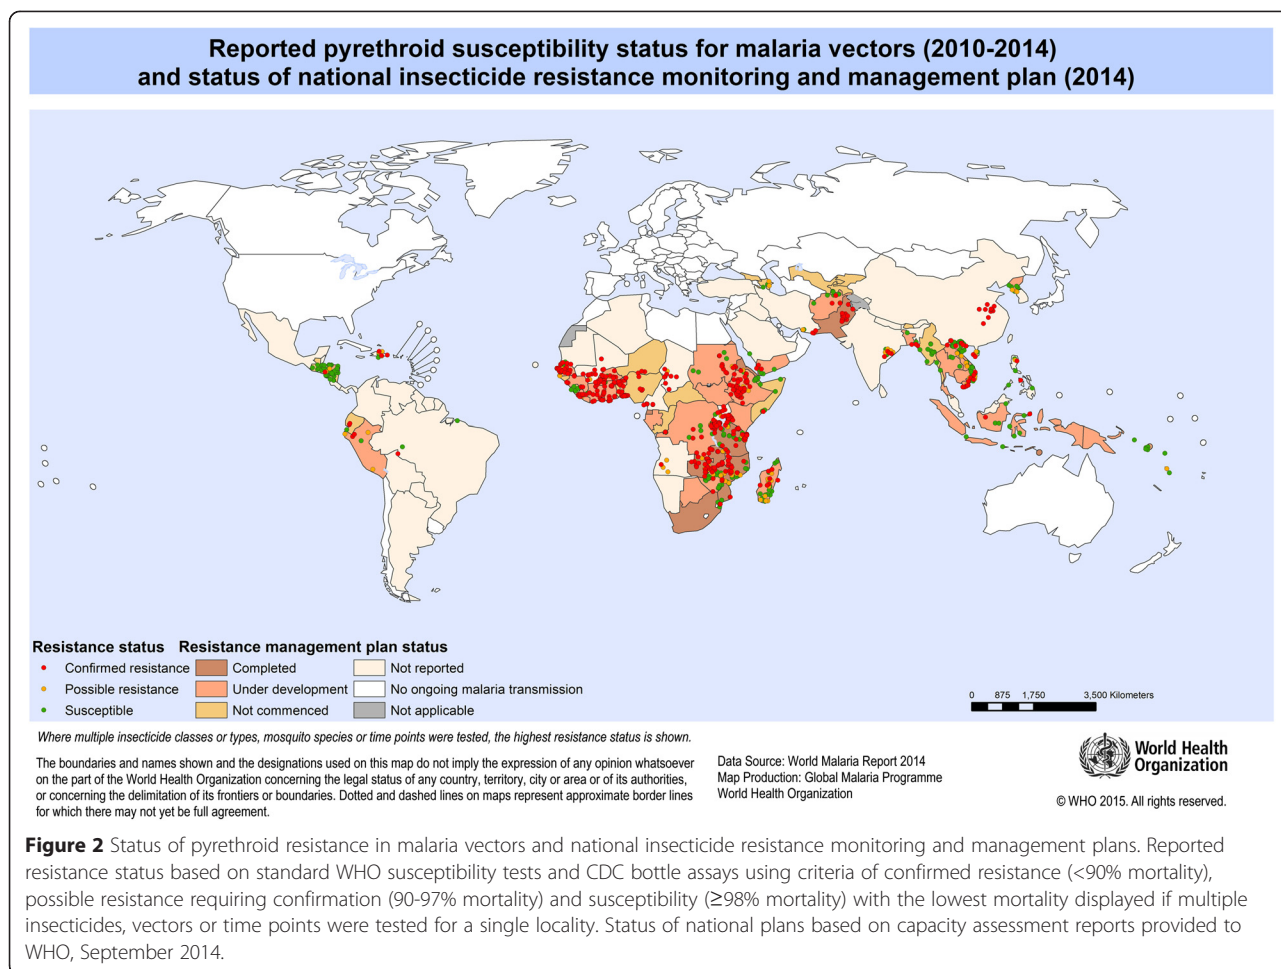 Reported pyrethroid susceptibility status for malaria vectors (2010-2014)
and status of national insecticide resistance monitoring and management plan (2014)
Resistance status
Confirmed resistance
Possible resistance
Susceptible
Resistance management plan status
Completed
Under development
Not commenced
Not reported
No ongoing malaria transmission
Not applicable
0 875 1,750 3,500 Kilometers
Where multiple insecticide classes or types, mosquito species or time points were tested, the highest resistance status is shown.
The boundaries and names shown and the designations used on this map do not imply the expression of any opinion whatsoever
on the part of the World Health Organization concerning the legal status of any country, territory, city or area or of its authorities,
or concerning the delimitation of its frontiers or boundaries. Dotted and dashed lines on maps represent approximate border lines
for which there may not yet be full agreement.
Data Source: World Malaria Report 2014
Map Production: Global Malaria Programme
World Health Organization
World Health
Organization
© WHO 2015. All rights reserved.
Figure 2 Status of pyrethroid resistance in malaria vectors and national insecticide resistance monitoring and management plans. Reported
resistance status based on standard WHO susceptibility tests and CDC bottle assays using criteria of confirmed resistance (<90% mortality),
possible resistance requiring confirmation (90-97% mortality) and susceptibility (≥98% mortality) with the lowest mortality displayed if multiple
insecticides, vectors or time points were tested for a single locality. Status of national plans based on capacity assessment reports provided to
WHO, September 2014.